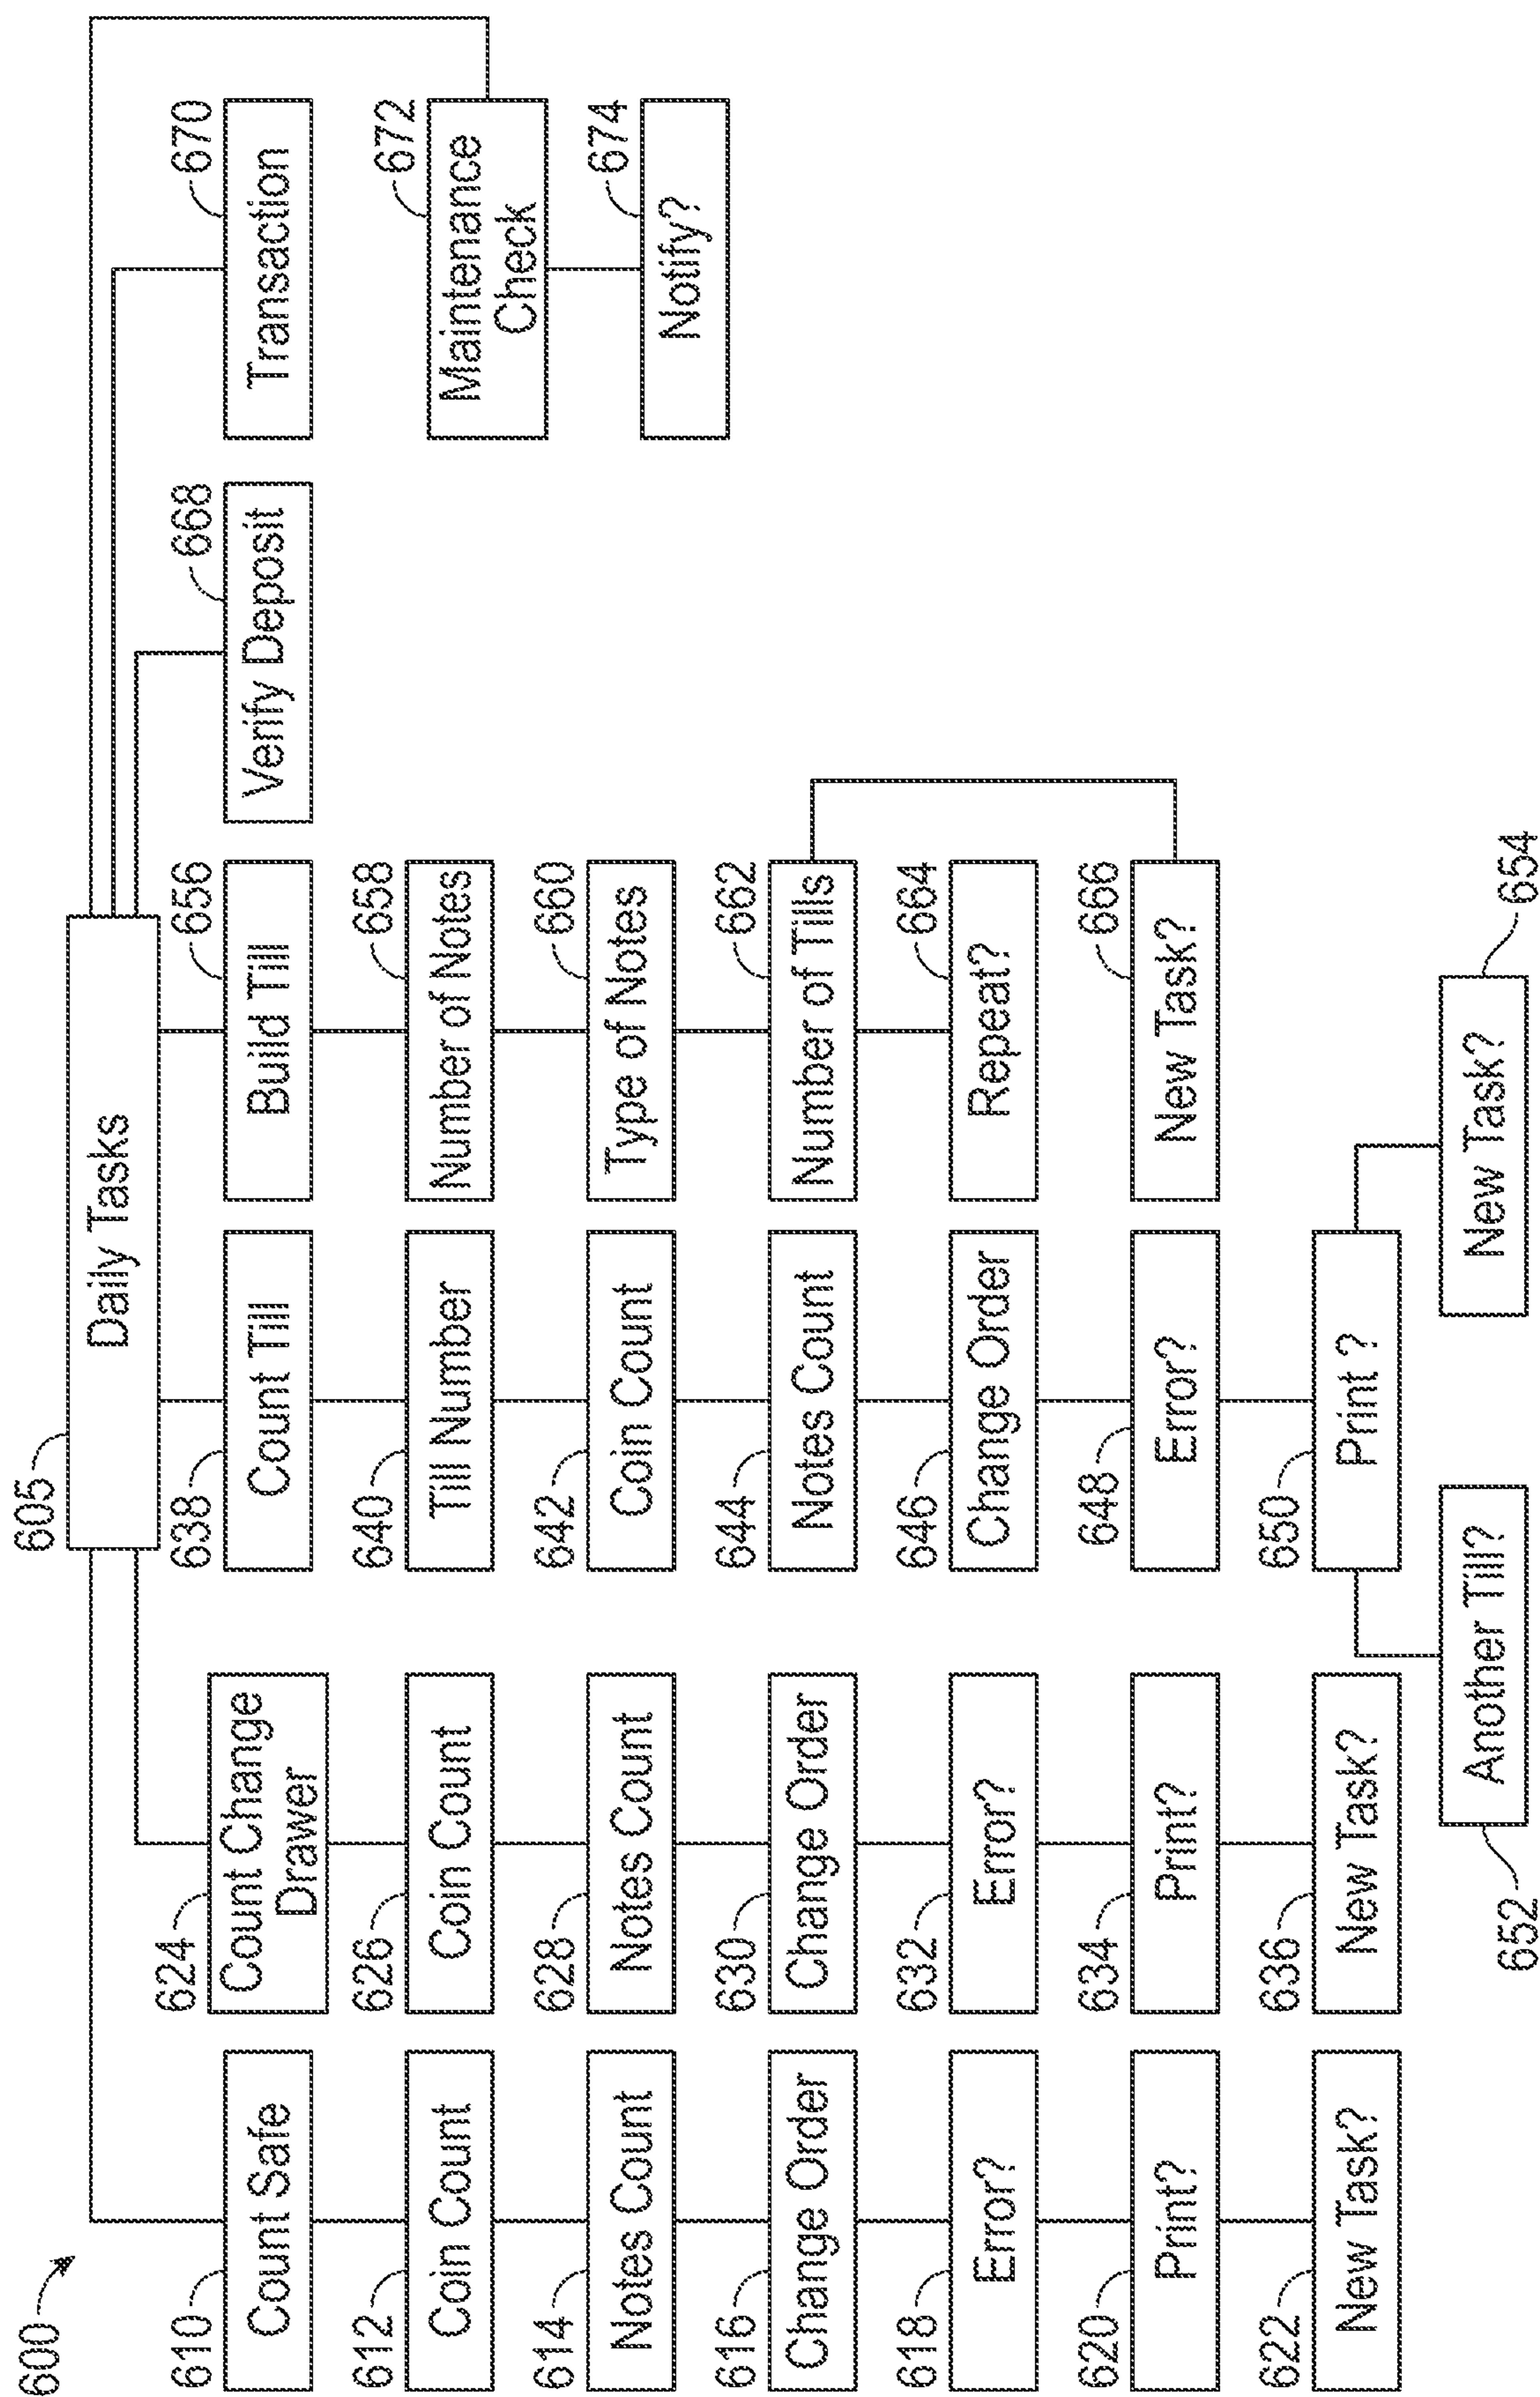 600
605
Daily Tasks
610
Count Safe
612
Coin Count
614
Notes Count
616
Change Order
618
Error?
620
Print?
622
New Task?
624
Count Change
Drawer
626
Coin Count
628
Notes Count
630
Change Order
632
Error?
634
Print?
636
New Task?
638
Count Till
640
Till Number
642
Coin Count
644
Notes Count
646
Change Order
648
Error?
650
Print ?
652
Another Till?
654
New Task?
656
Build Till
658
Number of Notes
660
Type of Notes
662
Number of Tills
664
Repeat?
666
New Task?
668
Verify Deposit
670
Transaction
672
Maintenance
Check
674
Notify?